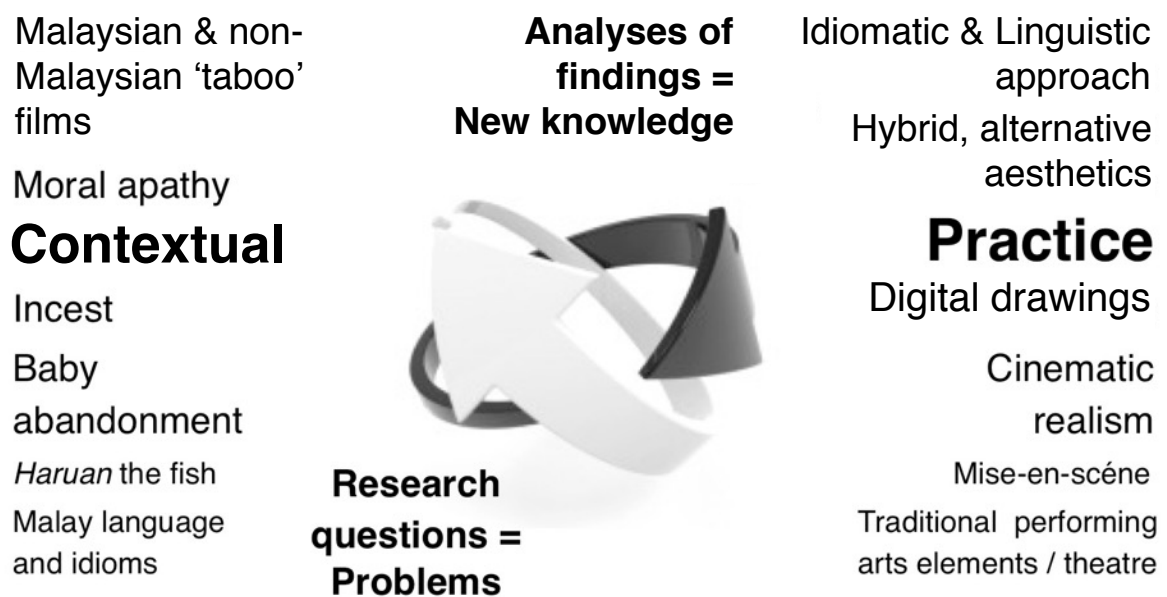 Malaysian & non-
Malaysian ‘taboo’
films
Moral apathy
Contextual
Incest
Baby
abandonment
Haruan the fish
Malay language
and idioms
Analyses of
findings =
New knowledge
Research
questions =
Problems
Idiomatic & Linguistic
approach
Hybrid, alternative
aesthetics
Practice
Digital drawings
Cinematic
realism
Mise-en-scéne
Traditional performing
arts elements / theatre